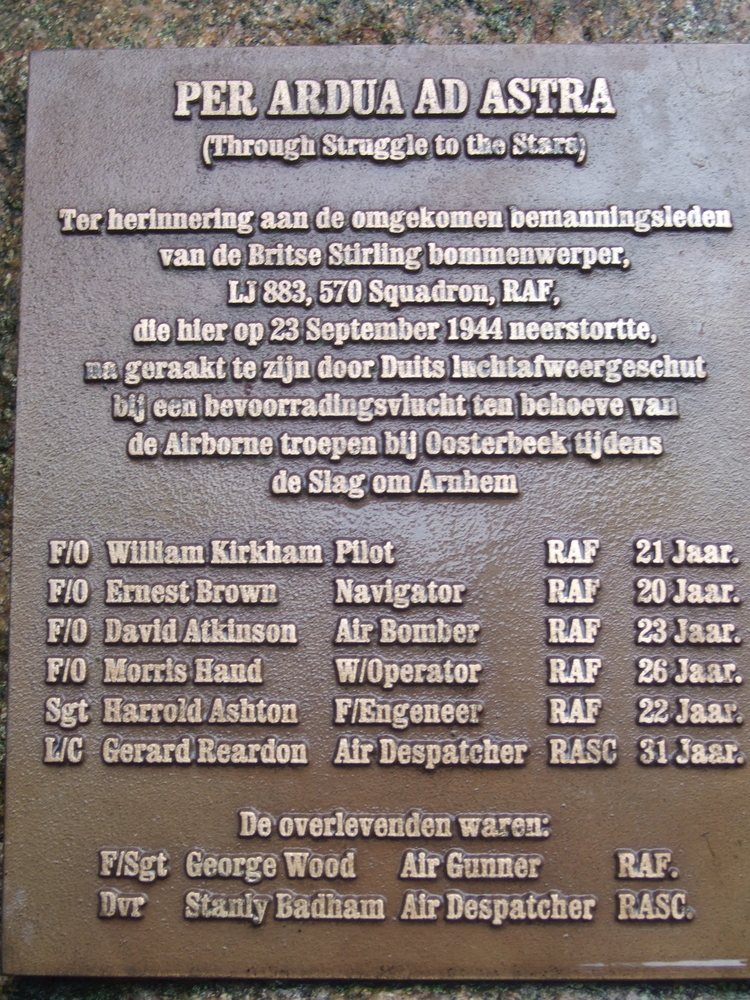 PER ARDUA AD ASTRA
(Through Struggle to the Stars)
Ter herinnering aan de omgekomen bemanningsleden
van de Britse Stirling bommenwerper,
LJ 883, 570 Squadron, RAF,
die hier op 23 September 1944 neerstortte,
na geraakt te zijn door Duits luchtafweergeschut
bij een bevoorradingsvlucht ten behoeve van
de Airborne troepen bij Oosterbeek tijdens
de Slag om Arnhem
F/O William Kirkham Pilot RAF 21 Jaar.
F/O Ernest Brown Navigator RAF 20 Jaar.
F/O David Atkinson Air Bomber RAF 23 Jaar.
F/O Morris Hand W/Operator RAF 26 Jaar.
Sgt Harrold Ashton F/Engeneer RAF 22 Jaar.
L/C Gerard Reardon Air Despatcher RASC 31 Jaar.
De overlevenden waren:
F/Sgt George Wood Air Gunner RAF.
Dvr Stanly Badham Air Despatcher RASC.